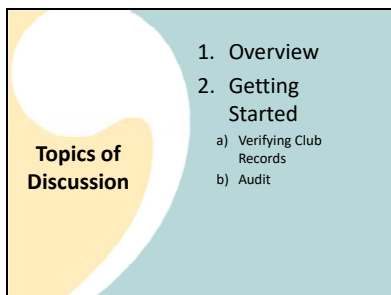 Topics of
Discussion
1. Overview
2. Getting
Started
a) Verifying Club
Records
b) Audit